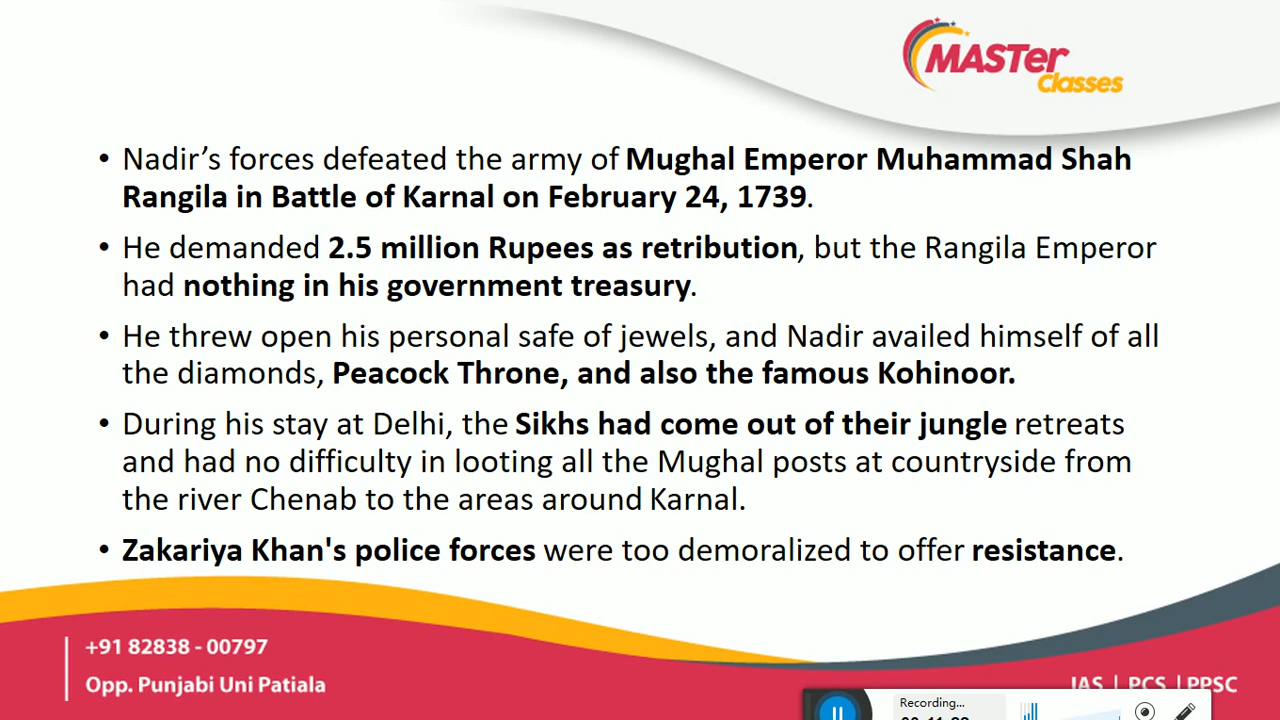 MASTer
Classes
• Nadir’s forces defeated the army of Mughal Emperor Muhammad Shah
Rangila in Battle of Karnal on February 24, 1739.
• He demanded 2.5 million Rupees as retribution, but the Rangila Emperor
had nothing in his government treasury.
• He threw open his personal safe of jewels, and Nadir availed himself of all
the diamonds, Peacock Throne, and also the famous Kohinoor.
• During his stay at Delhi, the Sikhs had come out of their jungle retreats
and had no difficulty in looting all the Mughal posts at countryside from
the river Chenab to the areas around Karnal.
• Zakariya Khan's police forces were too demoralized to offer resistance.
+91 82838 - 00797
Opp. Punjabi Uni Patiala
IAS | PCS | PPSC
Recording...